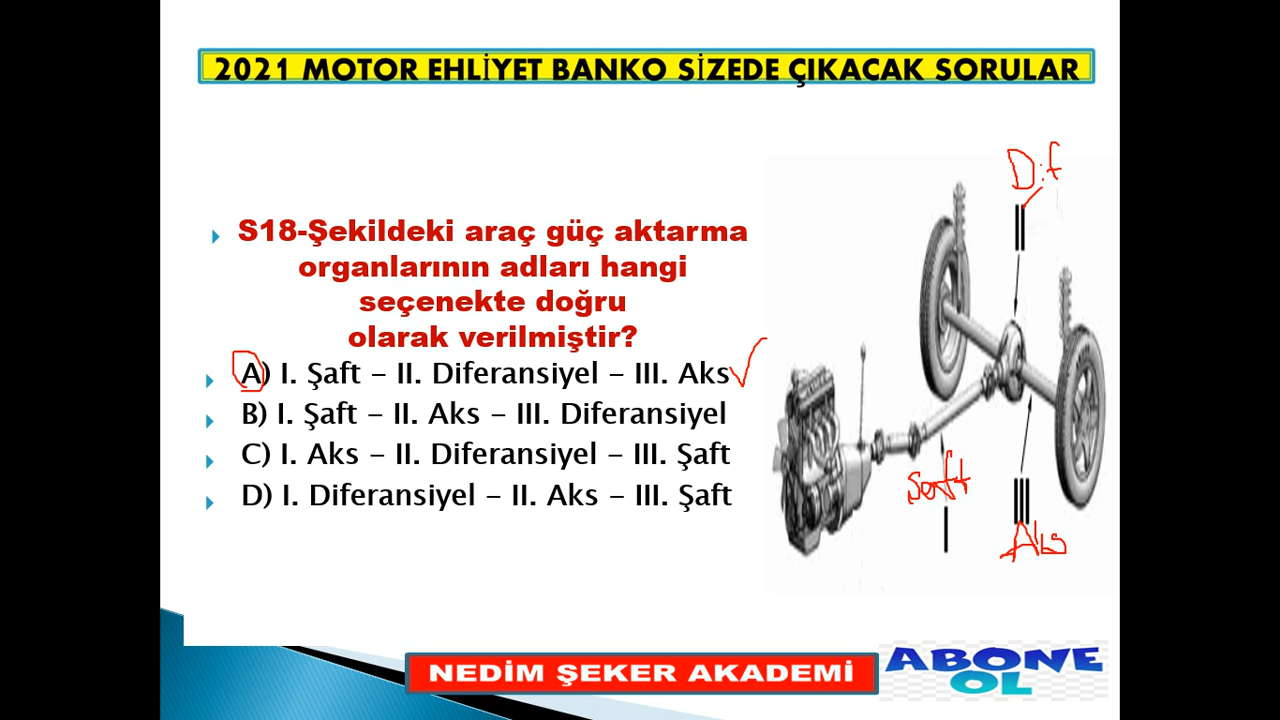 2021 MOTOR EHLİYET BANKO SİZEDE ÇIKACAK SORULAR
S18-Şekildeki araç güç aktarma
organlarının adları hangi
seçenekte doğru
olarak verilmiştir?
A) I. Şaft – II. Diferansiyel – III. Aks
B) I. Şaft – II. Aks – III. Diferansiyel
C) I. Aks – II. Diferansiyel – III. Şaft
D) I. Diferansiyel – II. Aks – III. Şaft
Dif
II
Şaft
I
III
Aks
NEDİM ŞEKER AKADEMİ
ABONE
OL